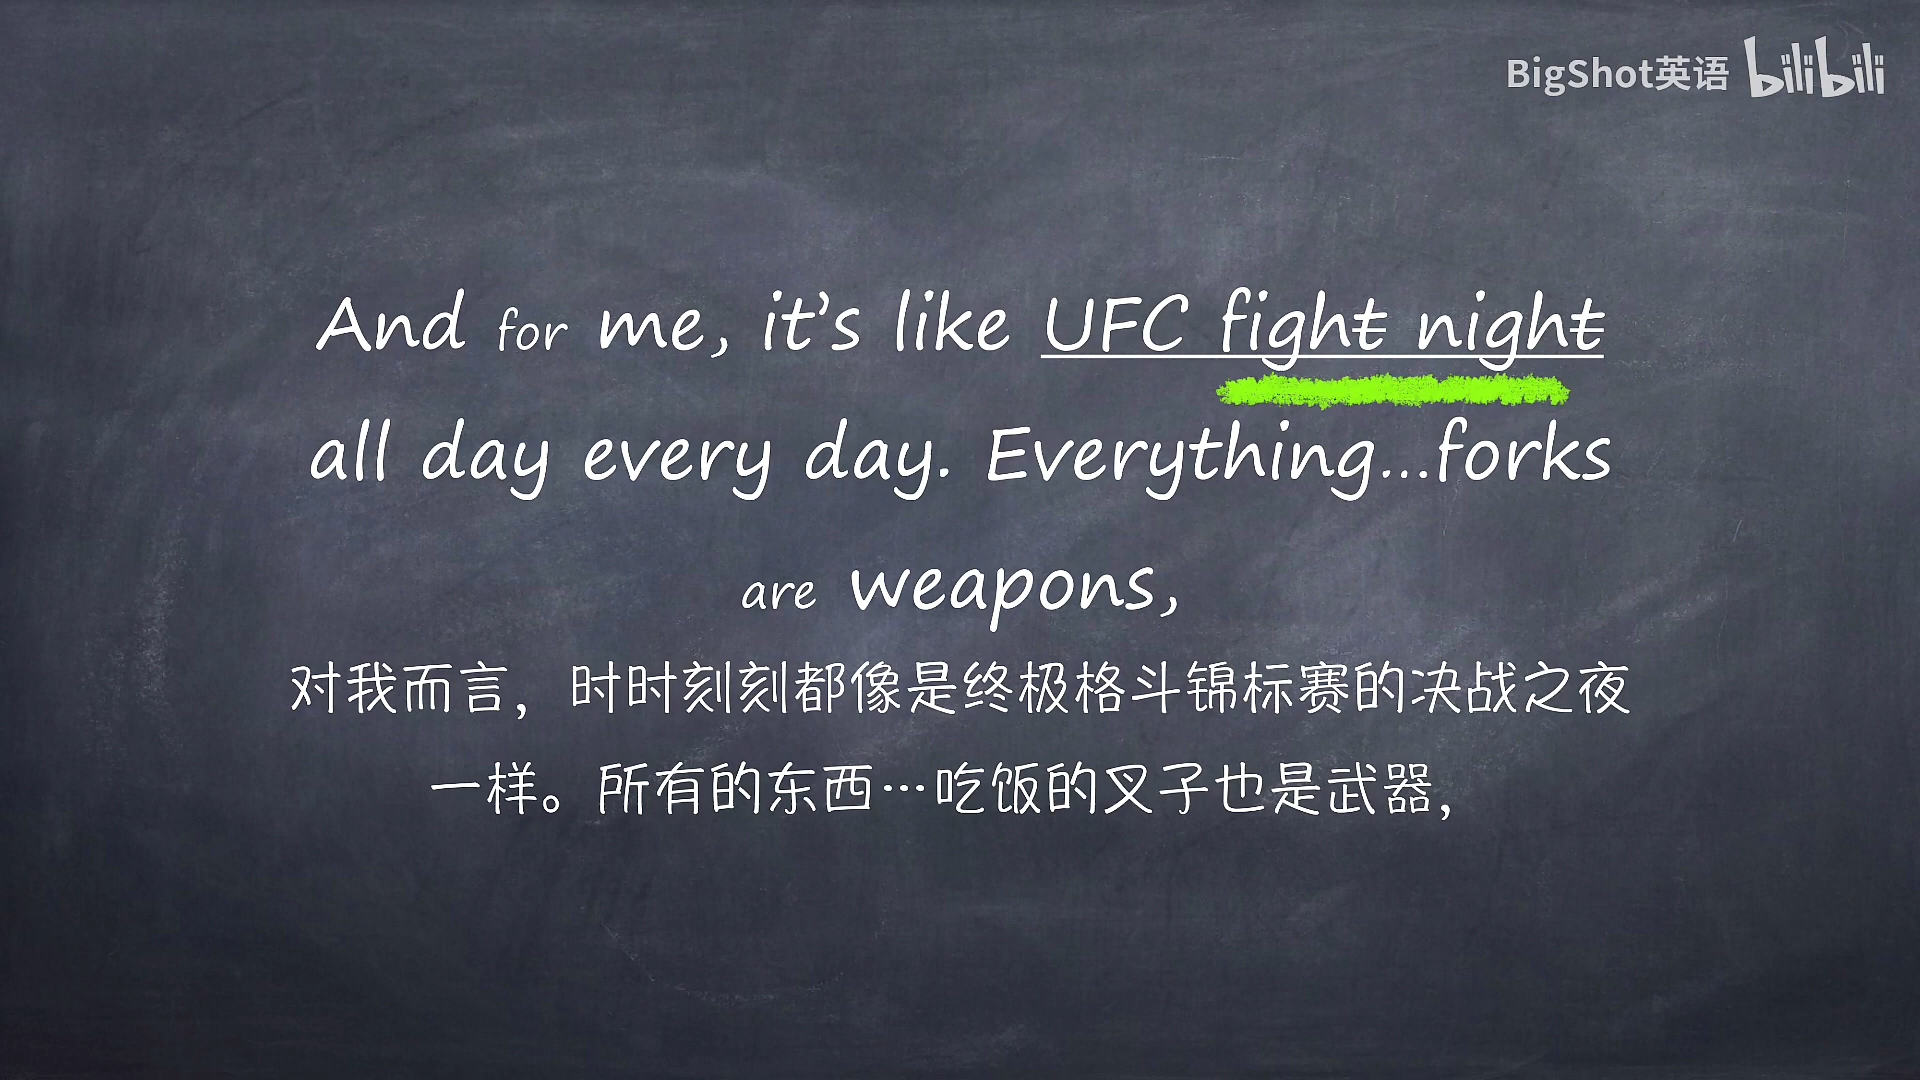 BigShot英语 bilibili
And for me, it’s like UFC fight night
all day every day. Everything...forks
are weapons,
对我而言，时时刻刻都像是终极格斗锦标赛的决战之夜
一样。所有的东西…吃饭的叉子也是武器，